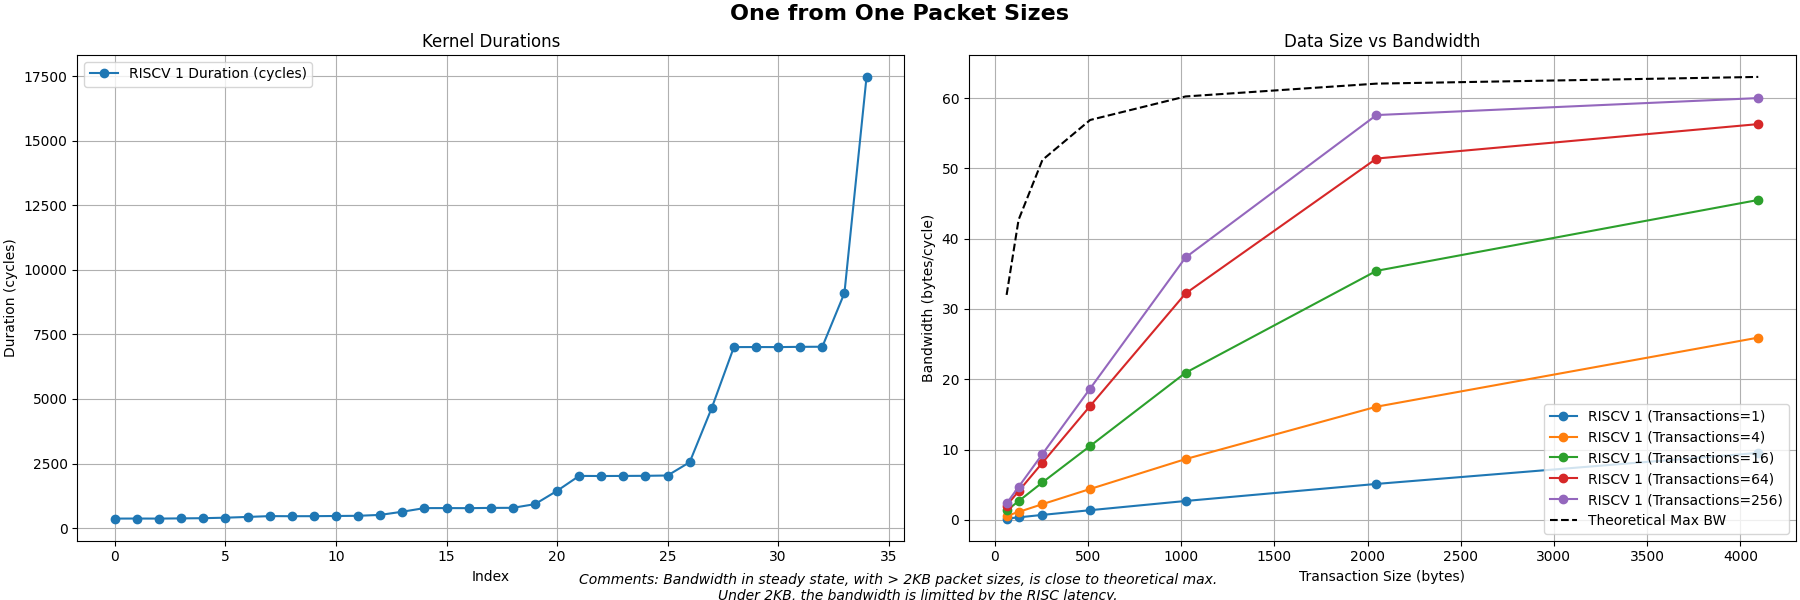 One from One Packet Sizes
Kernel Durations
RISCV 1 Duration (cycles)
17500
15000
12500
10000
7500
5000
2500
0
Duration (cycles)
0 5 10 15 20 25 30 35
Index
Data Size vs Bandwidth
60
50
40
30
20
10
0
Bandwidth (bytes/cycle)
RISCV 1 (Transactions=1)
RISCV 1 (Transactions=4)
RISCV 1 (Transactions=16)
RISCV 1 (Transactions=64)
RISCV 1 (Transactions=256)
Theoretical Max BW
0 500 1000 1500 2000 2500 3000 3500 4000
Transaction Size (bytes)
Comments: Bandwidth in steady state, with > 2KB packet sizes, is close to theoretical max.
Under 2KB, the bandwidth is limitted by the RISC latency.